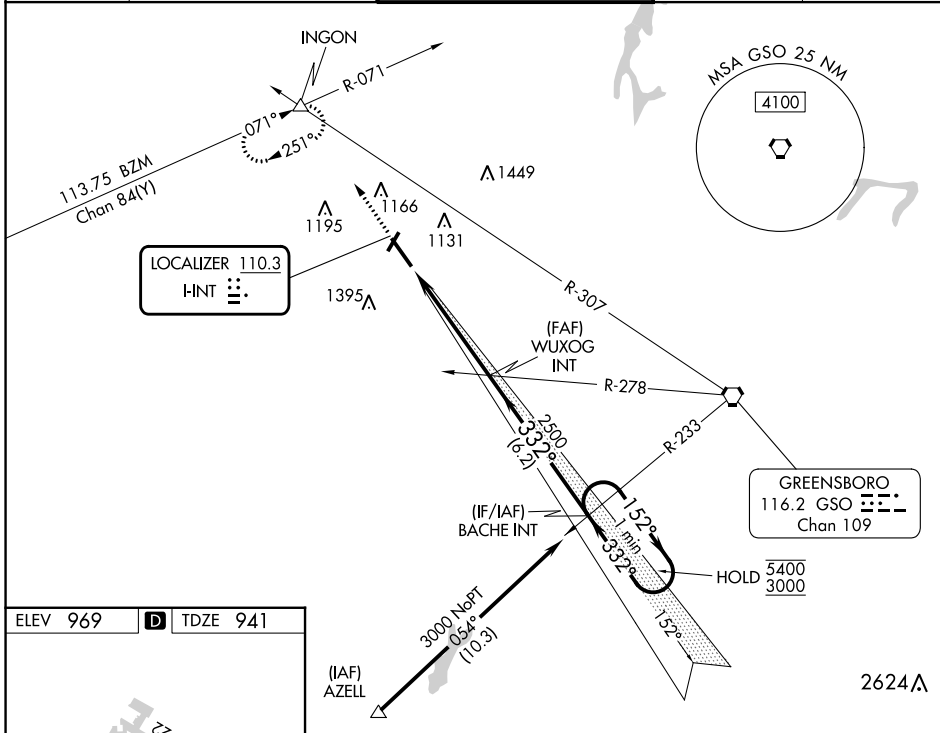 INGON
R-071
071°
251°
113.75 BZM
Chan 84(Y)
MSA GSO 25 NM
4100
1449
1166
1195
1131
LOCALIZER 110.3
I-INT
1395
R-307
(FAF)
WUXOG
INT
R-278
R-233
2500
332°
(6.2)
GREENSBORO
116.2 GSO
Chan 109
(IF/IAF)
BACHE INT
152°
1 min
332°
HOLD 5400
3000
152°
3000 NoPT
054°
(10.3)
(IAF)
AZELL
2624
ELEV 969 D TDZE 941
22